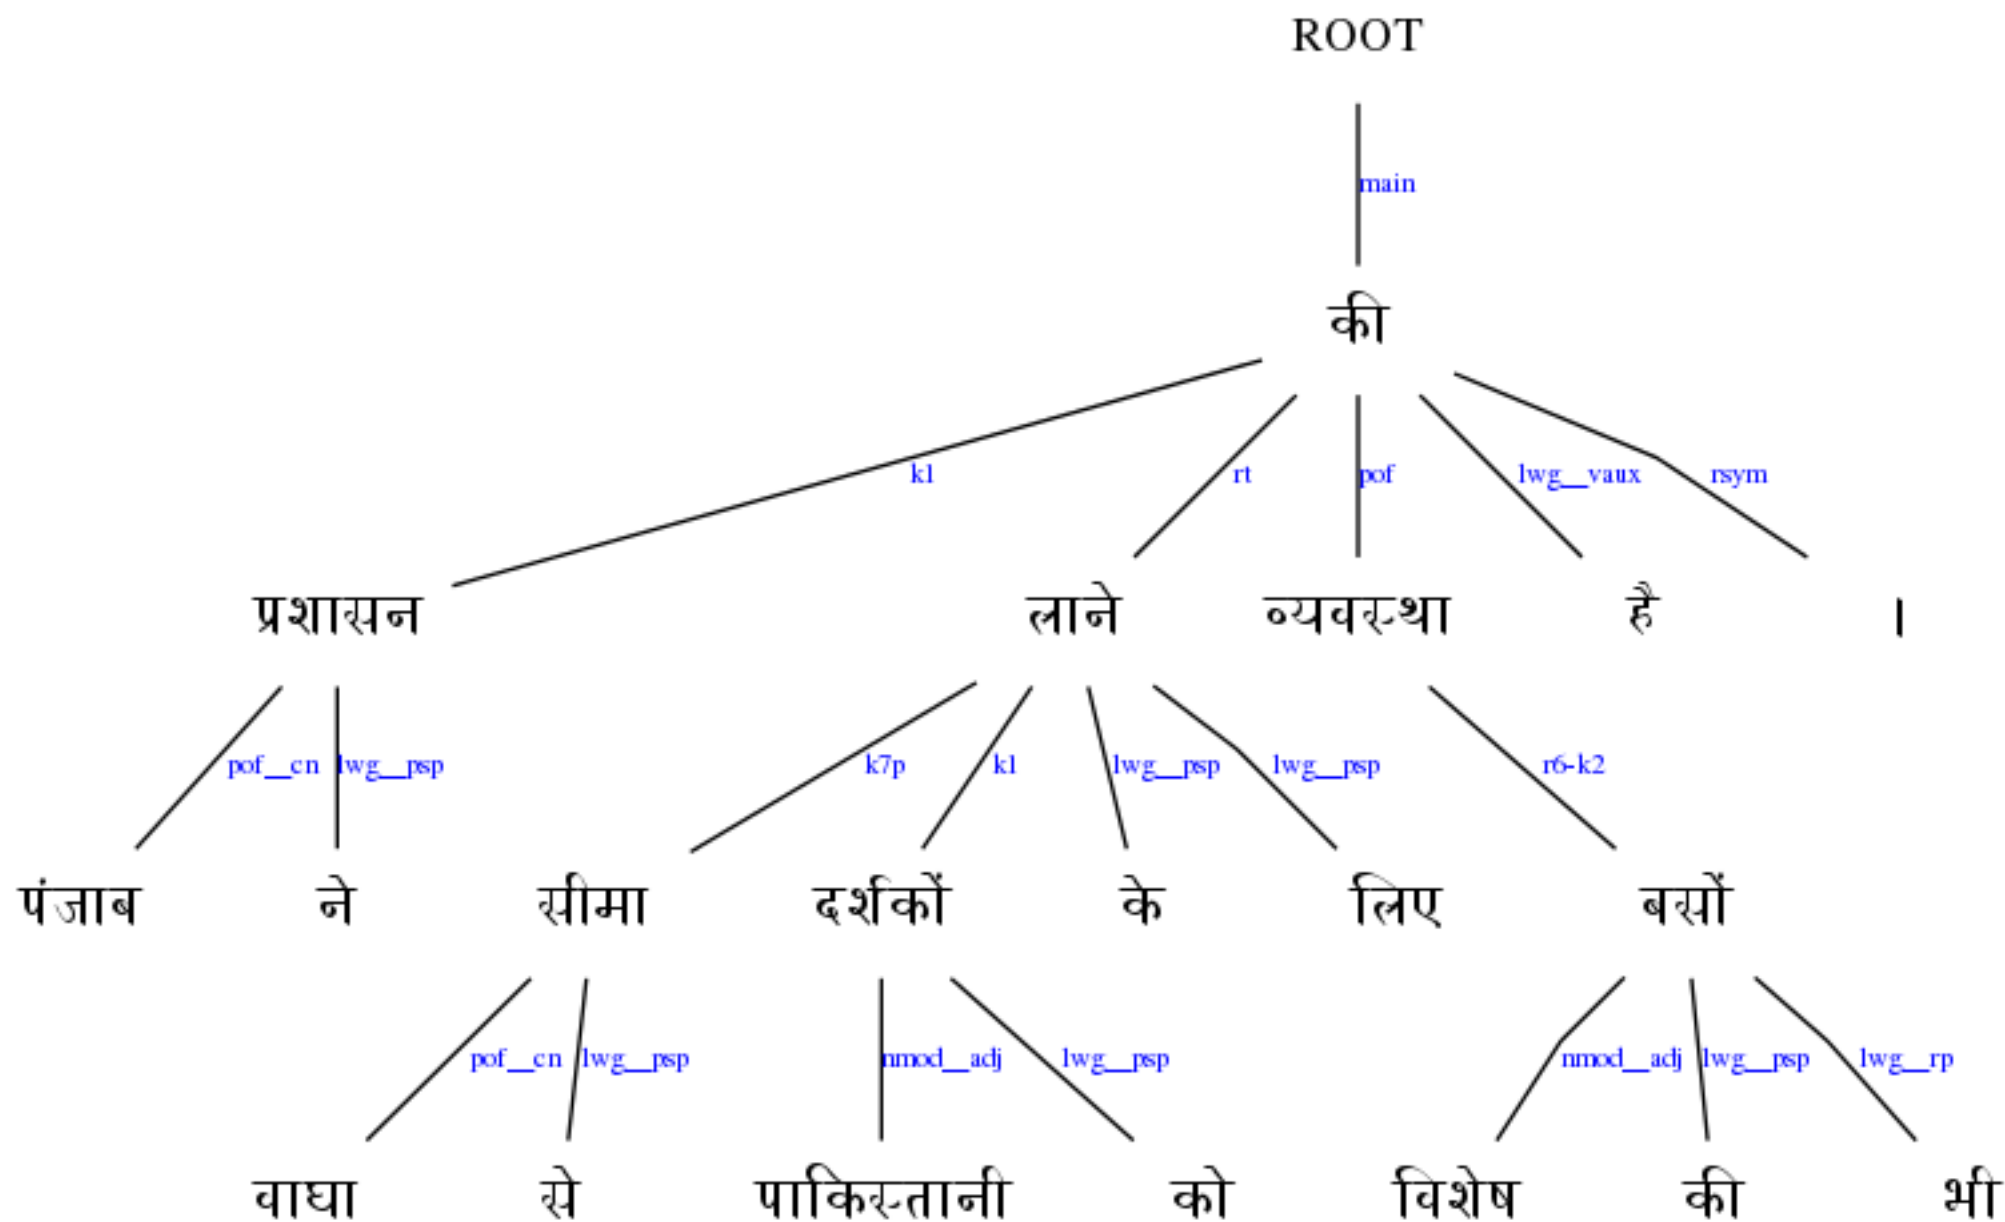 ROOT
main
की
k1 rt pof lwg__vaux rsym
प्रशासन लाने व्यवस्था है ।
pof__cn lwg__psp k7p k1 lwg__psp lwg__psp r6-k2
पंजाब ने सीमा दर्शकों के लिए बसों
pof__cn lwg__psp nmod__adj lwg__psp nmod__adj lwg__psp lwg__rp
वाघा से पाकिस्तानी को विशेष की भी